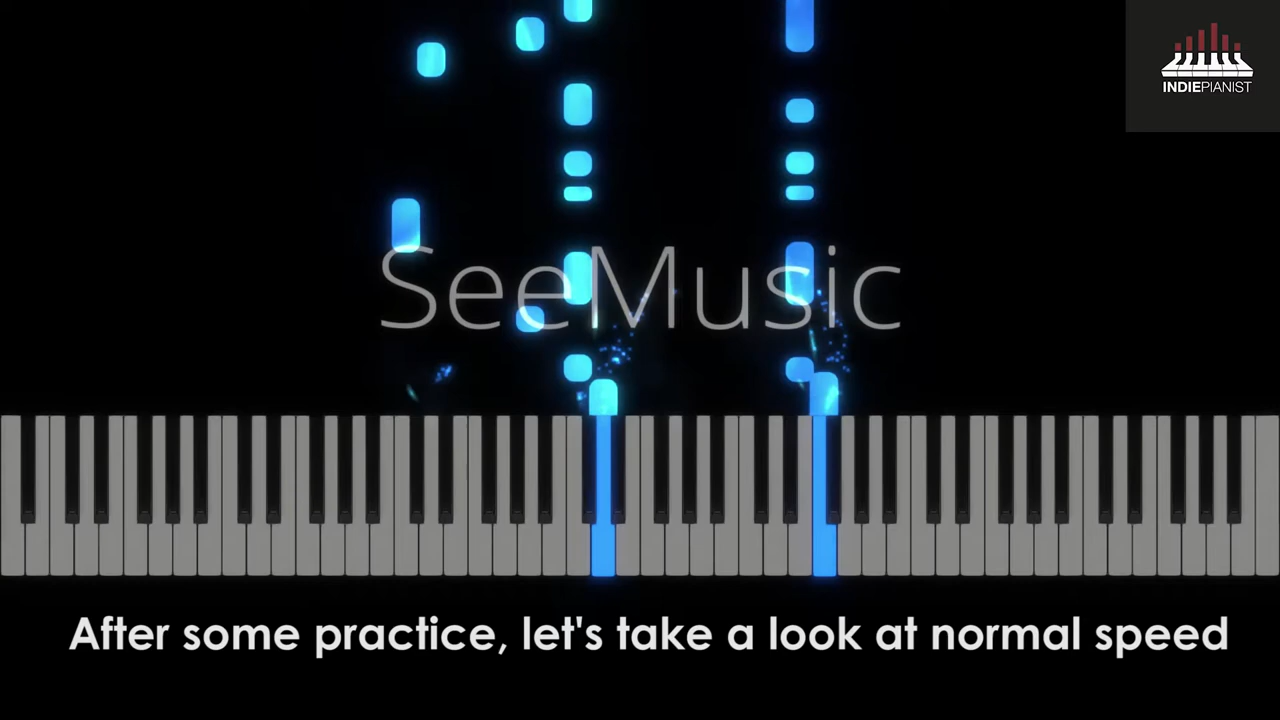 INDIEPIANIST
SeeMusic
After some practice, let's take a look at normal speed